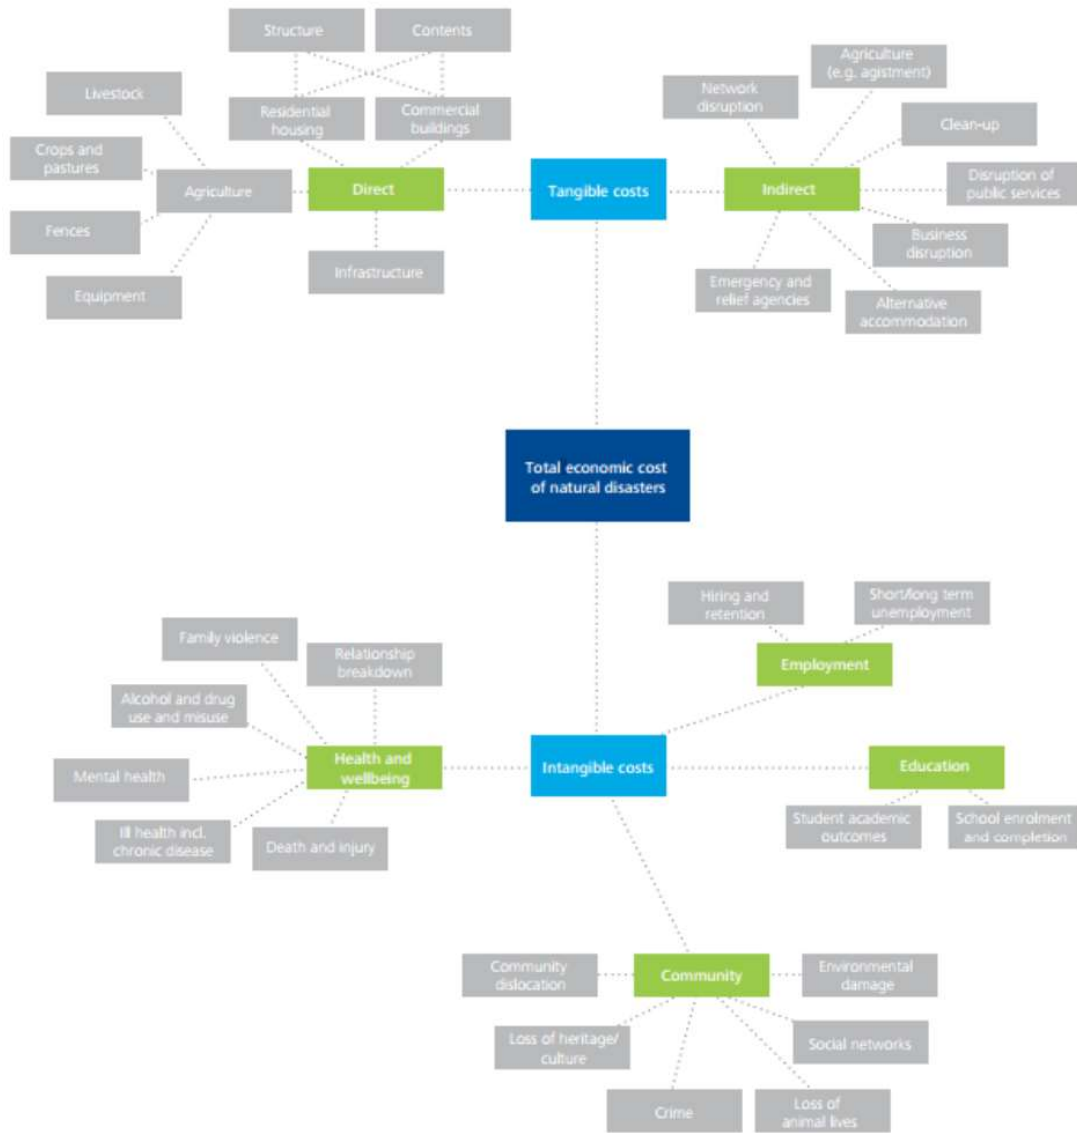 Structure
Contents
Agriculture
(e.g. agistment)
Network
disruption
Livestock
Residential
housing
Commercial
buildings
Clean-up
Crops and
pastures
Agriculture
Direct
Tangible costs
Indirect
Disruption of
public services
Fences
Business
disruption
Infrastructure
Equipment
Emergency and
relief agencies
Alternative
accommodation
Total economic cost
of natural disasters
Hiring and
retention
Short/long term
unemployment
Family violence
Relationship
breakdown
Employment
Alcohol and drug
use and misuse
Mental health
Health and
wellbeing
Intangible costs
Education
Ill health incl.
chronic disease
Death and injury
Student academic
outcomes
School enrolment
and completion
Community
dislocation
Community
Environmental
damage
Loss of heritage/
culture
Social networks
Crime
Loss of
animal lives